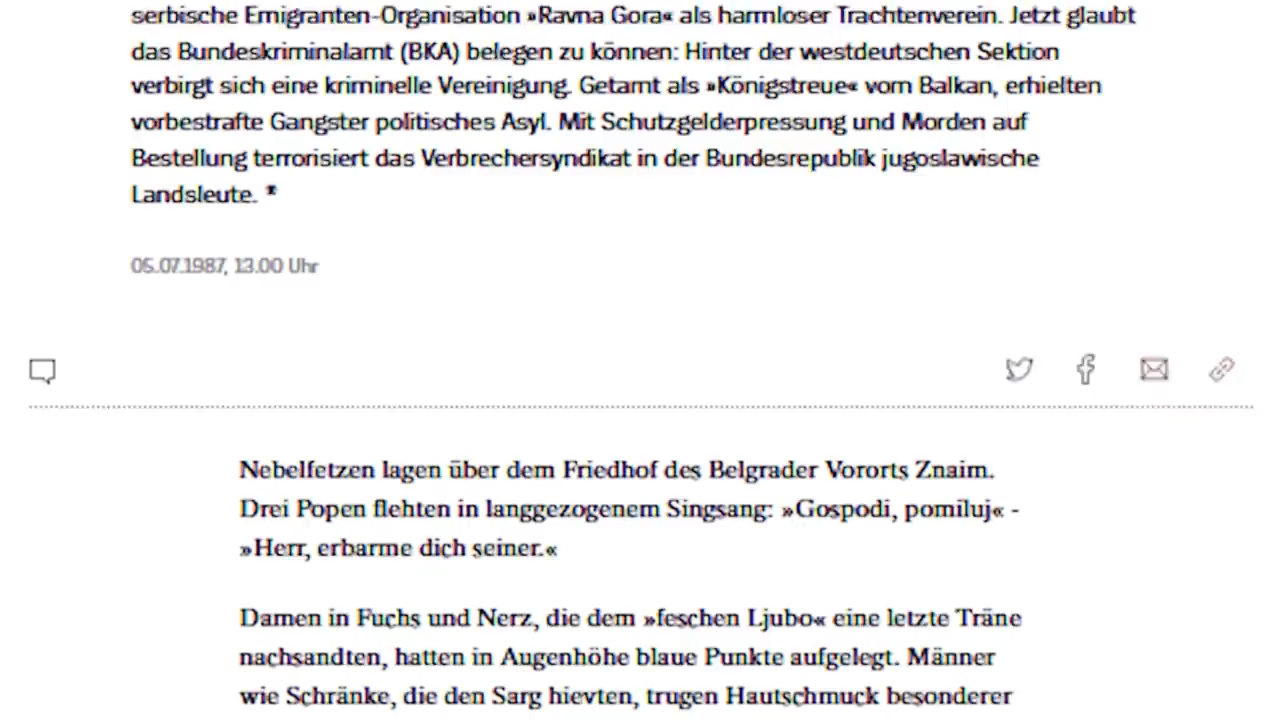 serbische Emigranten-Organisation »Ravna Gora« als harmloser Trachtenverein. Jetzt glaubt
das Bundeskriminalamt (BKA) belegen zu können: Hinter der westdeutschen Sektion
verbirgt sich eine kriminelle Vereinigung. Getarnt als »Königstreue« vom Balkan, erhielten
vorbestrafte Gangster politisches Asyl. Mit Schutzgelderpressung und Morden auf
Bestellung terrorisiert das Verbrechersyndikat in der Bundesrepublik jugoslawische
Landsleute. *
05.07.1987, 13.00 Uhr
Nebelfetzen lagen über dem Friedhof des Belgrader Vororts Znaim.
Drei Popen flehten in langgezogenem Singsang: »Gospodi, pomiluj« -
»Herr, erbarme dich seiner.«
Damen in Fuchs und Nerz, die dem »feschen Ljubo« eine letzte Träne
nachsandten, hatten in Augenhöhe blaue Punkte aufgelegt. Männer
wie Schränke, die den Sarg hievten, trugen Hautschmuck besonderer